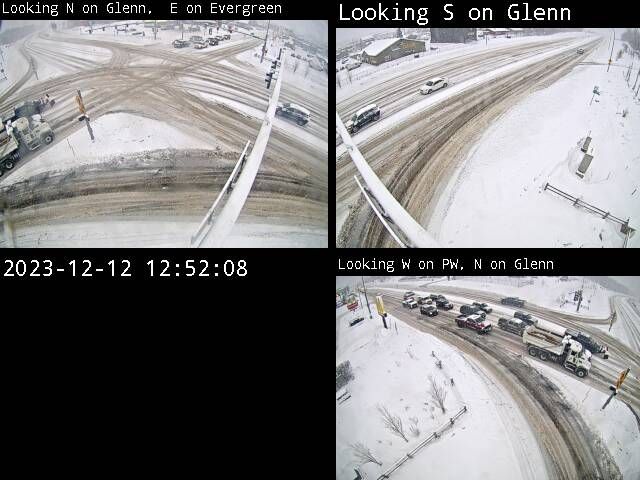 Looking N on Glenn,  E on Evergreen
Looking S on Glenn
2023-12-12 12:52:08
Looking W on PW, N on Glenn